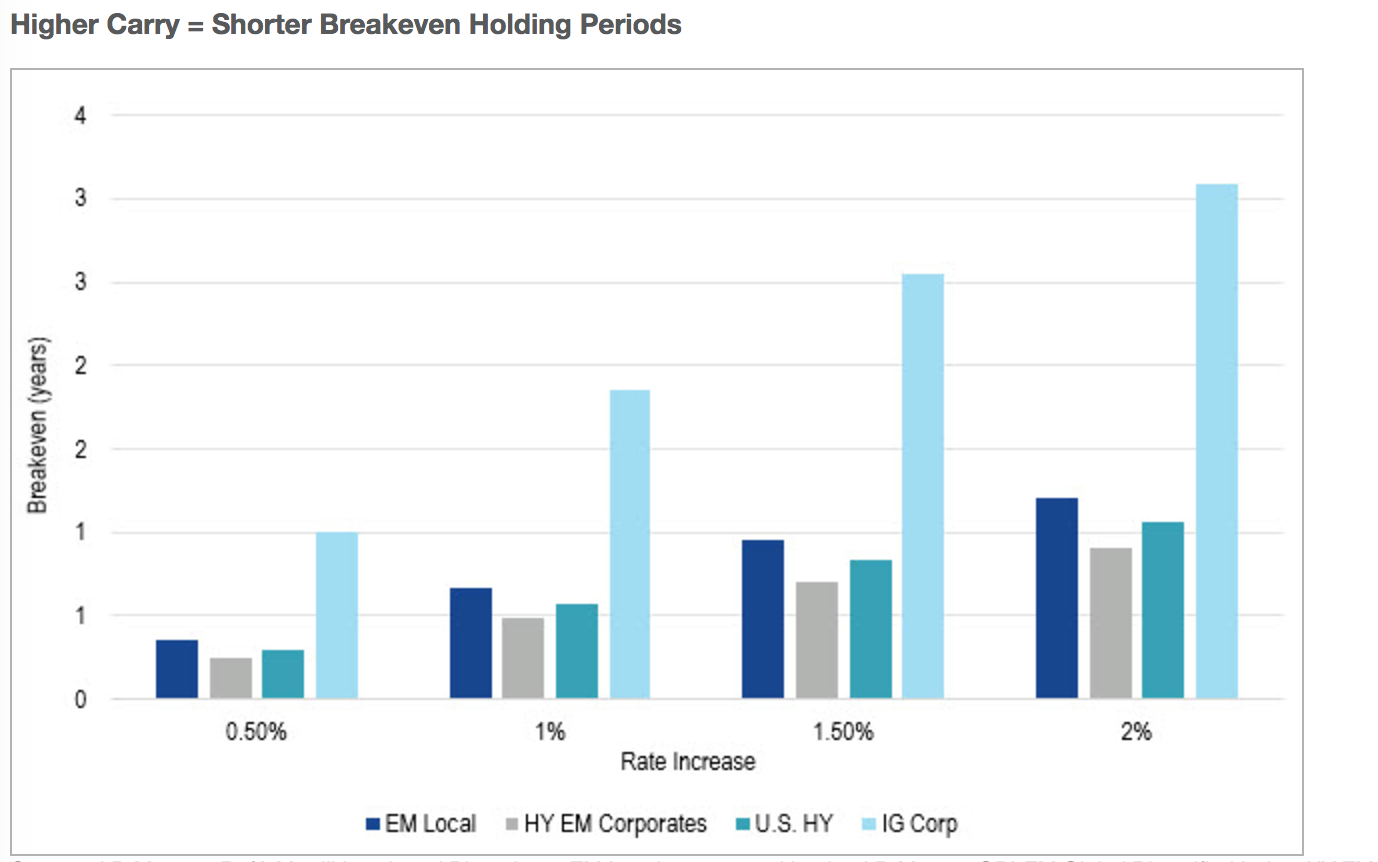 Higher Carry = Shorter Breakeven Holding Periods
4
3
3
2
2
1
1
0
Breakeven (years)
0.50% 1% 1.50% 2%
Rate Increase
EM Local HY EM Corporates U.S. HY IG Corp